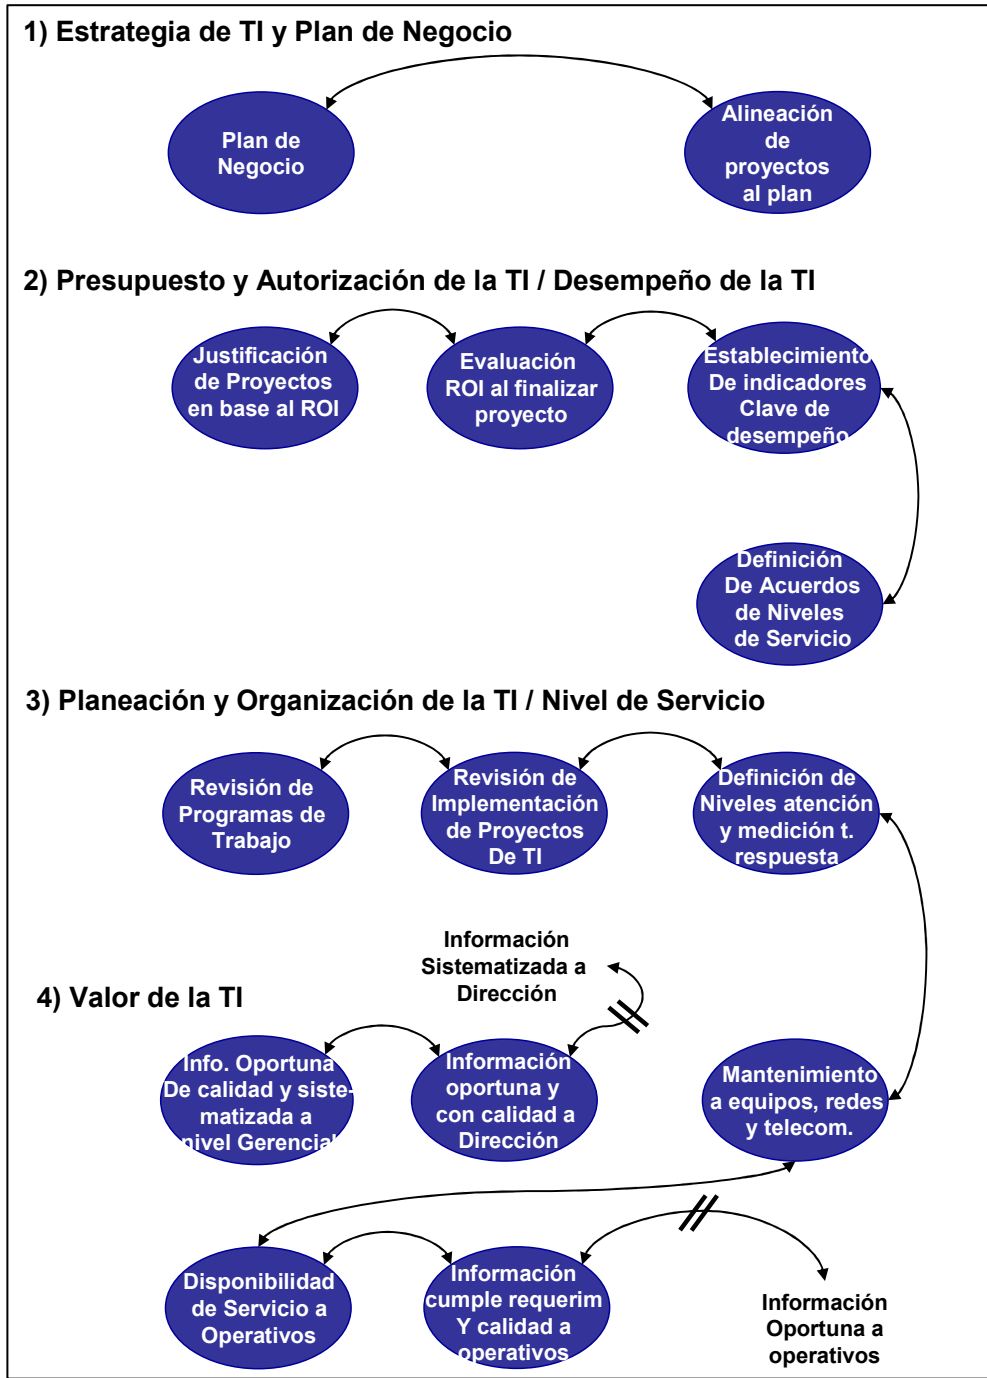 1) Estrategia de TI y Plan de Negocio
Plan de
Negocio
Alineación
de
proyectos
al plan
2) Presupuesto y Autorización de la TI / Desempeño de la TI
Justificación
de Proyectos
en base al ROI
Evaluación
ROI al finalizar
proyecto
Establecimiento
De indicadores
Clave de
desempeño
Definición
De Acuerdos
de Niveles
de Servicio
3) Planeación y Organización de la TI / Nivel de Servicio
Revisión de
Programas de
Trabajo
Revisión de
Implementación
de Proyectos
De TI
Definición de
Niveles atención
y medición t.
respuesta
Información
Sistematizada a
Dirección
4) Valor de la TI
Info. Oportuna
De calidad y siste-
matizada a
nivel Gerencial
Información
oportuna y
con calidad a
Dirección
Mantenimiento
a equipos, redes
y telecom.
Disponibilidad
de Servicio a
Operativos
Información
cumple requerim
Y calidad a
operativos
Información
Oportuna a
operativos